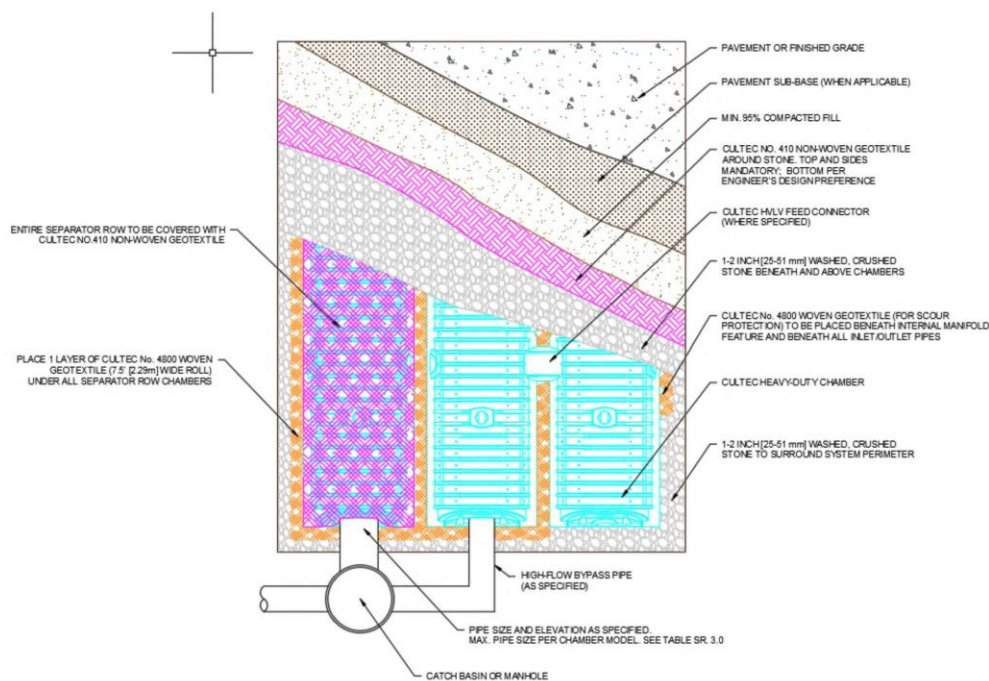 PAVEMENT OR FINISHED GRADE
PAVEMENT SUB-BASE (WHEN APPLICABLE)
MIN. 95% COMPACTED FILL
CULTEC NO. 410 NON-WOVEN GEOTEXTILE
AROUND STONE. TOP AND SIDES
MANDATORY; BOTTOM PER
ENGINEER'S DESIGN PREFERENCE
CULTEC HVLV FEED CONNECTOR
(WHERE SPECIFIED)
ENTIRE SEPARATOR ROW TO BE COVERED WITH
CULTEC NO.410 NON-WOVEN GEOTEXTILE
1-2 INCH [25-51 mm] WASHED, CRUSHED
STONE BENEATH AND ABOVE CHAMBERS
CULTEC No. 4800 WOVEN GEOTEXTILE (FOR SCOUR
PROTECTION) TO BE PLACED BENEATH INTERNAL MANIFOLD
FEATURE AND BENEATH ALL INLET/OUTLET PIPES
PLACE 1 LAYER OF CULTEC No. 4800 WOVEN
GEOTEXTILE (7.5' [2.29m] WIDE ROLL)
UNDER ALL SEPARATOR ROW CHAMBERS
CULTEC HEAVY-DUTY CHAMBER
1-2 INCH [25-51 mm] WASHED, CRUSHED
STONE TO SURROUND SYSTEM PERIMETER
HIGH-FLOW BYPASS PIPE
(AS SPECIFIED)
PIPE SIZE AND ELEVATION AS SPECIFIED.
MAX. PIPE SIZE PER CHAMBER MODEL. SEE TABLE SR. 3.0
CATCH BASIN OR MANHOLE